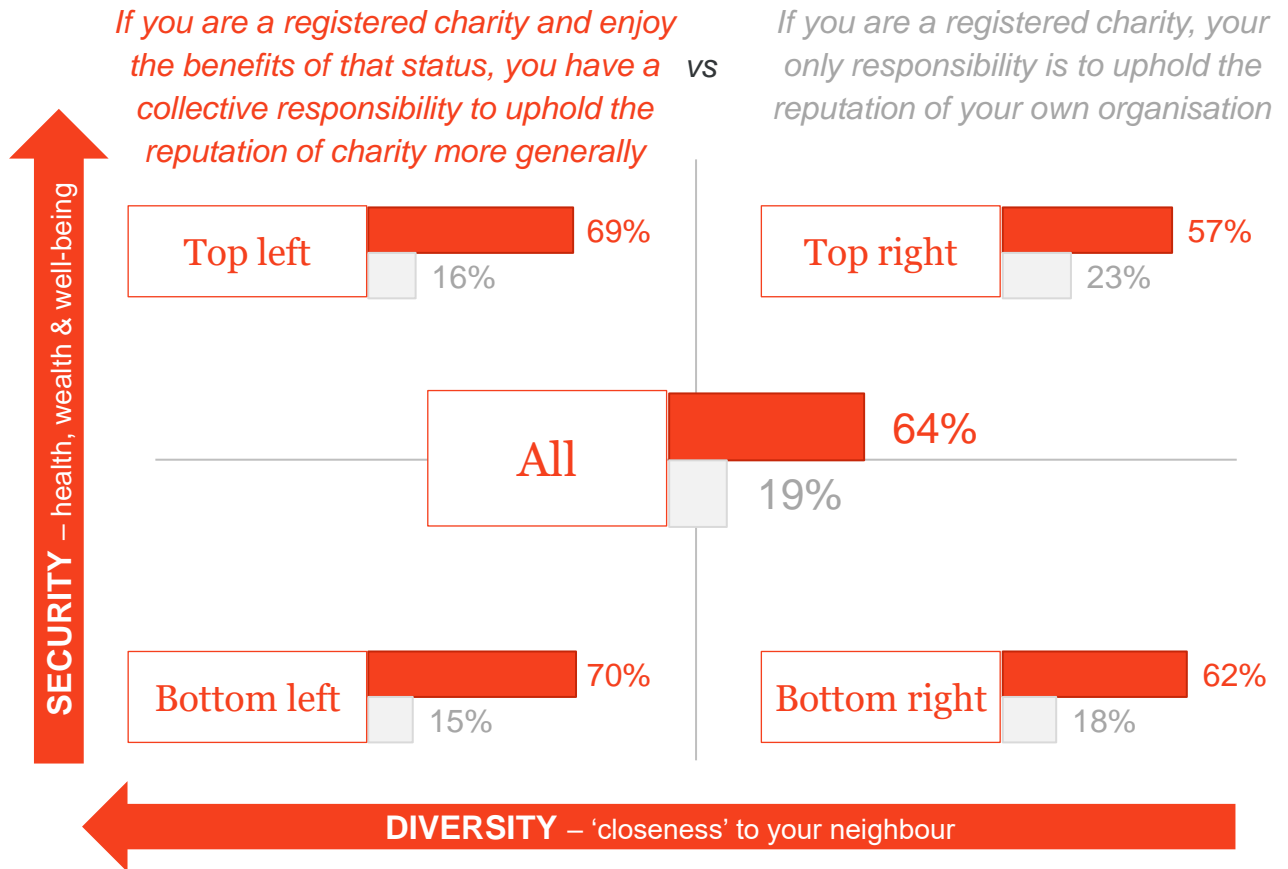 If you are a registered charity and enjoy
the benefits of that status, you have a
collective responsibility to uphold the
reputation of charity more generally
vs
If you are a registered charity, your
only responsibility is to uphold the
reputation of your own organisation
SECURITY – health, wealth & well-being
Top left
69%
16%
Top right
57%
23%
All
64%
19%
Bottom left
70%
15%
Bottom right
62%
18%
DIVERSITY – ‘closeness’ to your neighbour